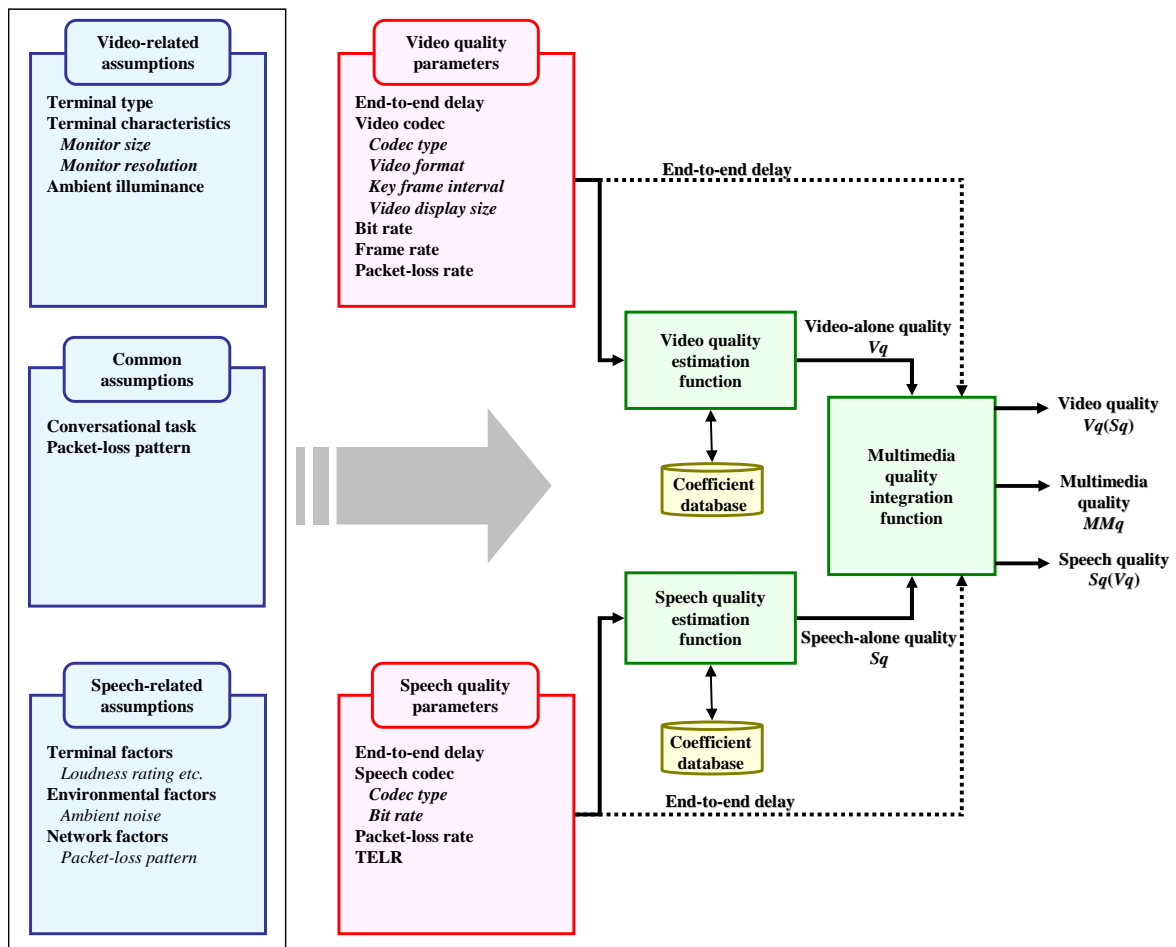 Video-related
assumptions
Terminal type
Terminal characteristics
Monitor size
Monitor resolution
Ambient illuminance
Common
assumptions
Conversational task
Packet-loss pattern
Speech-related
assumptions
Terminal factors
Loudness rating etc.
Environmental factors
Ambient noise
Network factors
Packet-loss pattern
Video quality
parameters
End-to-end delay
Video codec
Codec type
Video format
Key frame interval
Video display size
Bit rate
Frame rate
Packet-loss rate
Speech quality
parameters
End-to-end delay
Speech codec
Codec type
Bit rate
Packet-loss rate
TELR
End-to-end delay
Video quality
estimation
function
Video-alone quality
Vq
Coefficient
database
Speech quality
estimation
function
Speech-alone quality
Sq
Coefficient
database
End-to-end delay
Multimedia
quality
integration
function
Video quality
Vq(Sq)
Multimedia
quality
MMq
Speech quality
Sq(Vq)